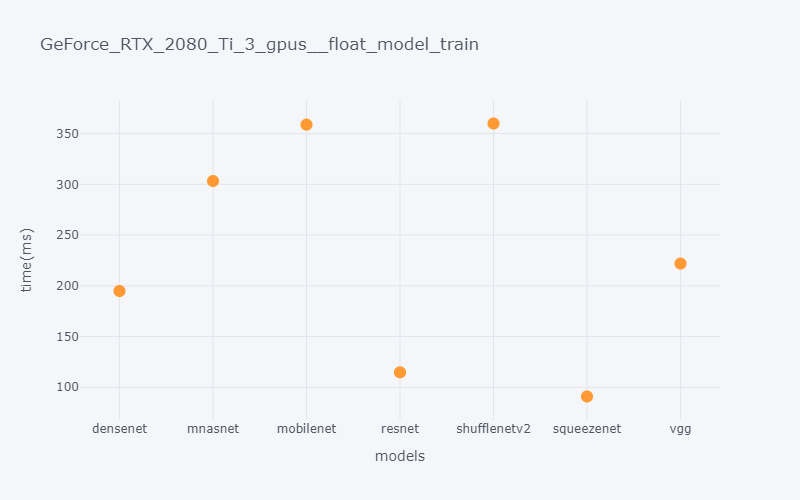 GeForce_RTX_2080_Ti_3_gpus__float_model_train
350
300
250
200
150
100
time(ms)
densenet mnasnet mobilenet resnet shufflenetv2 squeezenet vgg
models